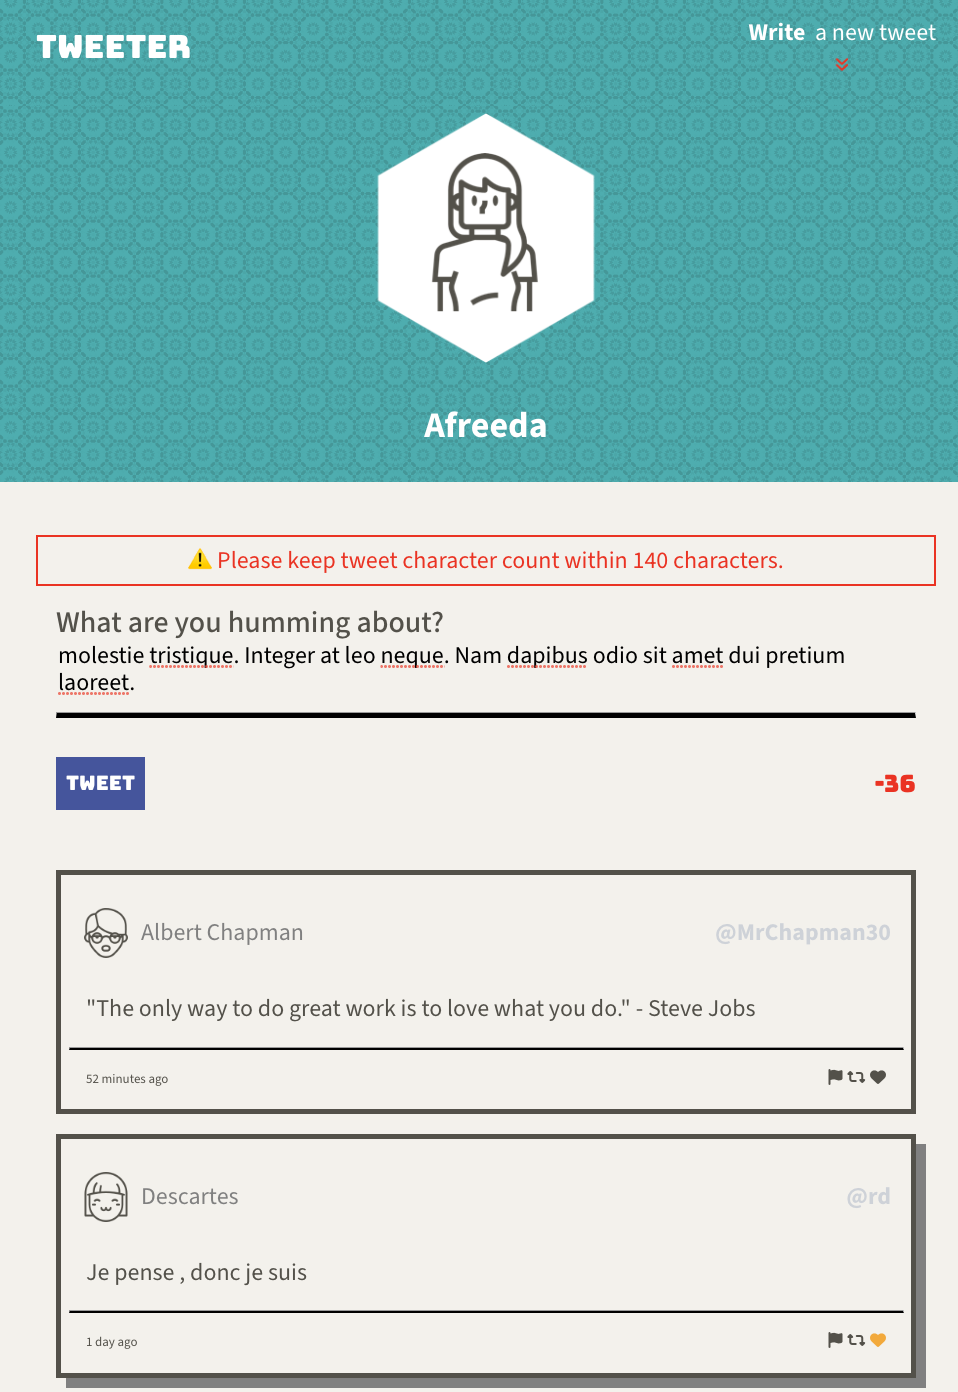 TWEETER
Write a new tweet
Afreeda
⚠️ Please keep tweet character count within 140 characters.
What are you humming about?
molestie tristique. Integer at leo neque. Nam dapibus odio sit amet dui pretium
laoreet.
TWEET
-36
Albert Chapman
@MrChapman30
"The only way to do great work is to love what you do." - Steve Jobs
52 minutes ago
Descartes
@rd
Je pense , donc je suis
1 day ago